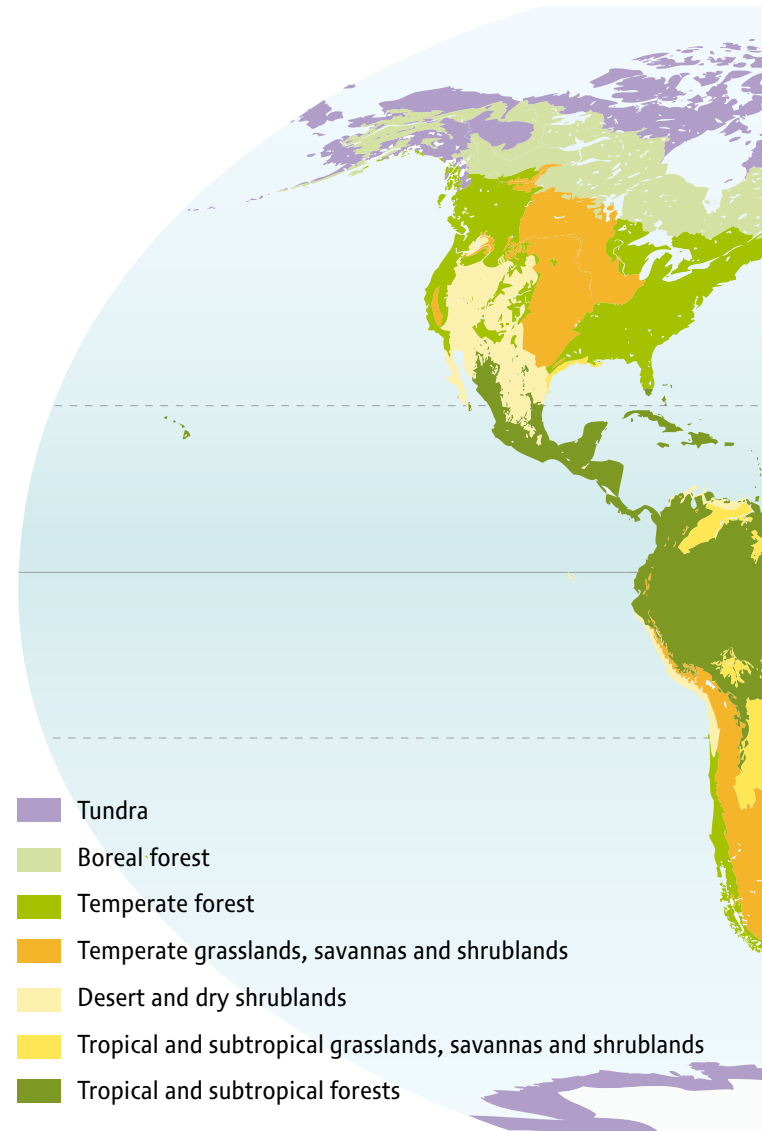 Tundra
Boreal forest
Temperate forest
Temperate grasslands, savannas and shrublands
Desert and dry shrublands
Tropical and subtropical grasslands, savannas and shrublands
Tropical and subtropical forests